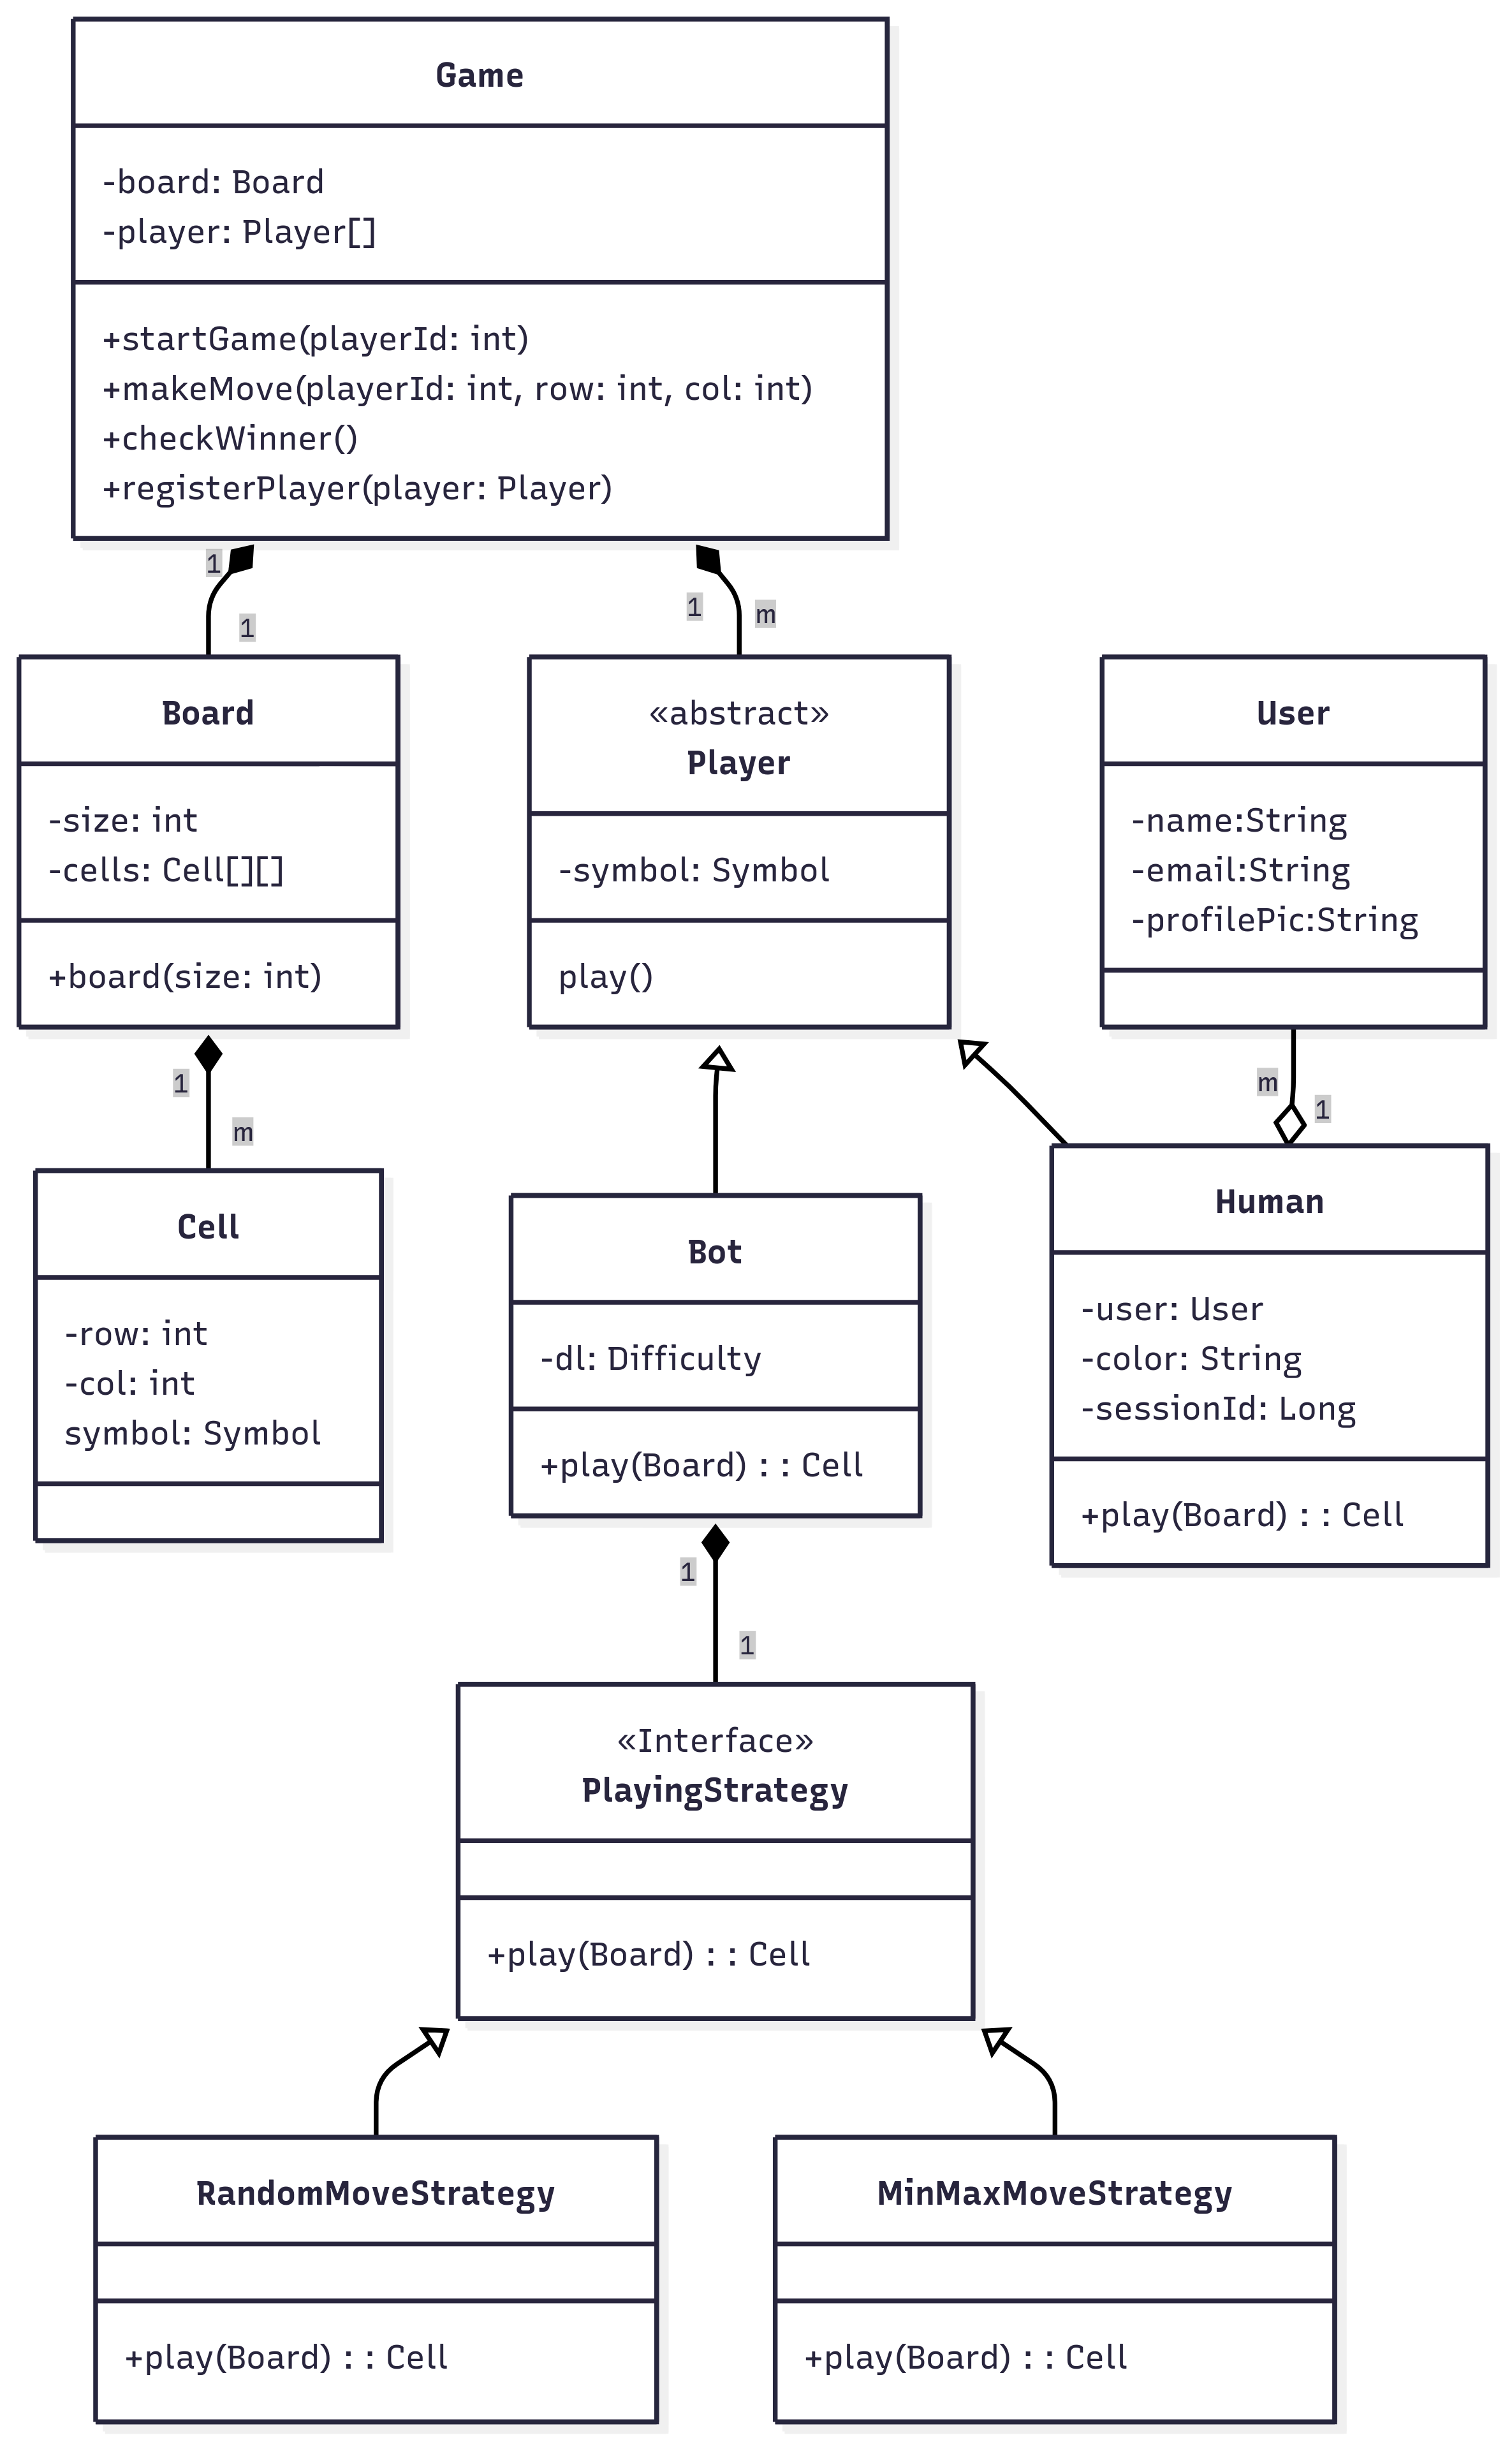 Game
-board: Board
-player: Player[]
+startGame(playerId: int)
+makeMove(playerId: int, row: int, col: int)
+checkWinner()
+registerPlayer(player: Player)
1
1
1
m
Board
-size: int
-cells: Cell[][]
+board(size: int)
«abstract»
Player
-symbol: Symbol
play()
User
-name:String
-email:String
-profilePic:String
1
m
m
1
Cell
-row: int
-col: int
symbol: Symbol
Bot
-dl: Difficulty
+play(Board) : : Cell
Human
-user: User
-color: String
-sessionId: Long
+play(Board) : : Cell
1
1
«Interface»
PlayingStrategy
+play(Board) : : Cell
RandomMoveStrategy
+play(Board) : : Cell
MinMaxMoveStrategy
+play(Board) : : Cell